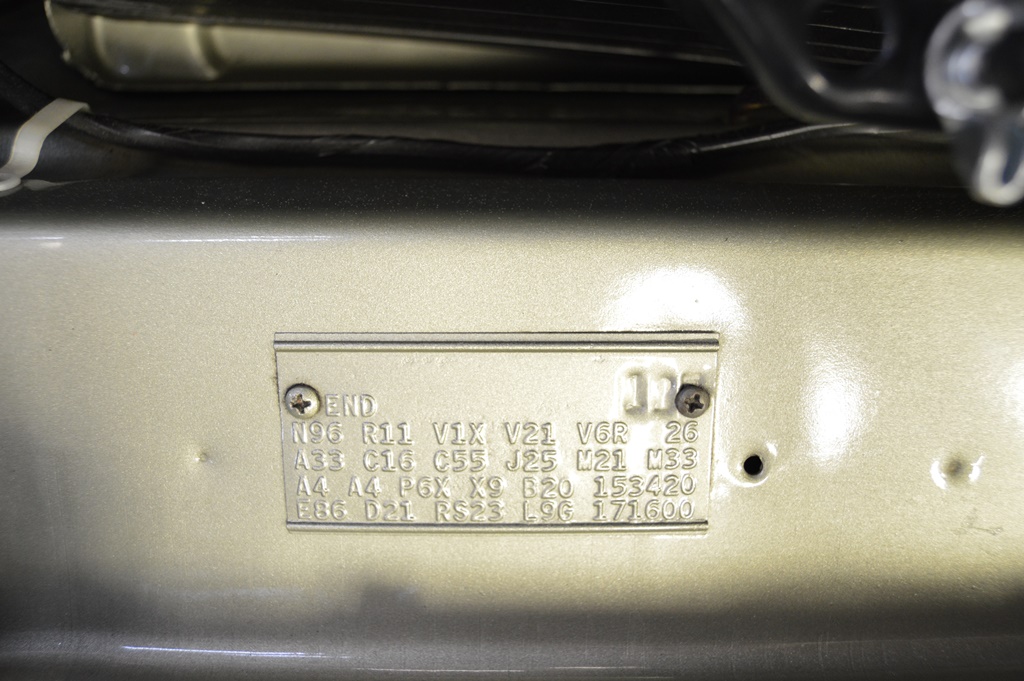 END
N96 R11 V1X V21 V6R 26
A33 C16 C55 J25 M21 M33
A4 A4 P6X X9 B20 153420
E86 D21 RS23 L9G 171600